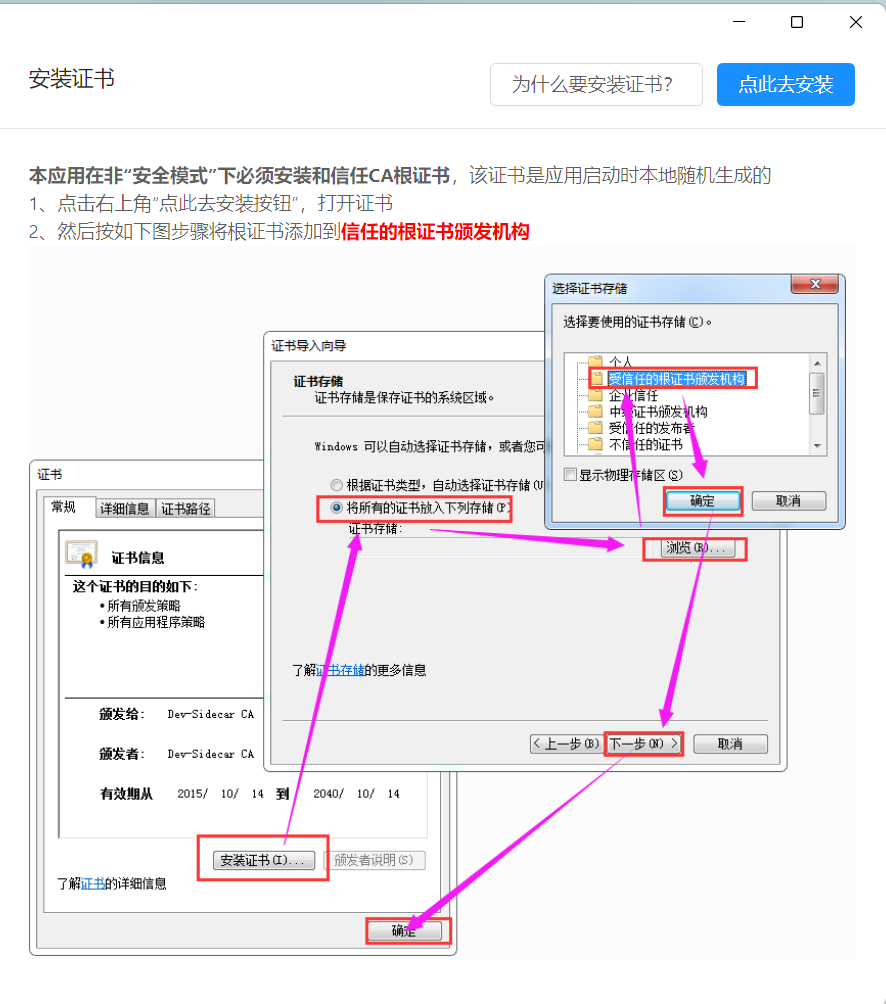 安装证书
为什么要安装证书?
点此去安装
本应用在非“安全模式”下必须安装和信任CA根证书，该证书是应用启动时本地随机生成的
1、点击右上角“点此去安装按钮”，打开证书
2、然后按如下图步骤将根证书添加到信任的根证书颁发机构
选择证书存储
选择要使用的证书存储(C)。
个人
受信任的根证书颁发机构
企业信任
中级证书颁发机构
受信任的发布者
不信任的证书
显示物理存储区(S)
确定
取消
证书导入向导
证书存储
证书存储是保存证书的系统区域。
Windows 可以自动选择证书存储，或者您可
根据证书类型，自动选择证书存储(U
将所有的证书放入下列存储(P)
证书存储:
浏览(R)...
了解证书存储的更多信息
<上一步(B)
下一步(N) >
取消
证书
常规
详细信息
证书路径
证书信息
这个证书的目的如下:
•所有颁发策略
•所有应用程序策略
颁发给: Dev-Sidecar CA
颁发者: Dev-Sidecar CA
有效期从 2015/ 10/ 14 到 2040/ 10/ 14
安装证书(I)...
颁发者说明(S)
了解证书的详细信息
确定